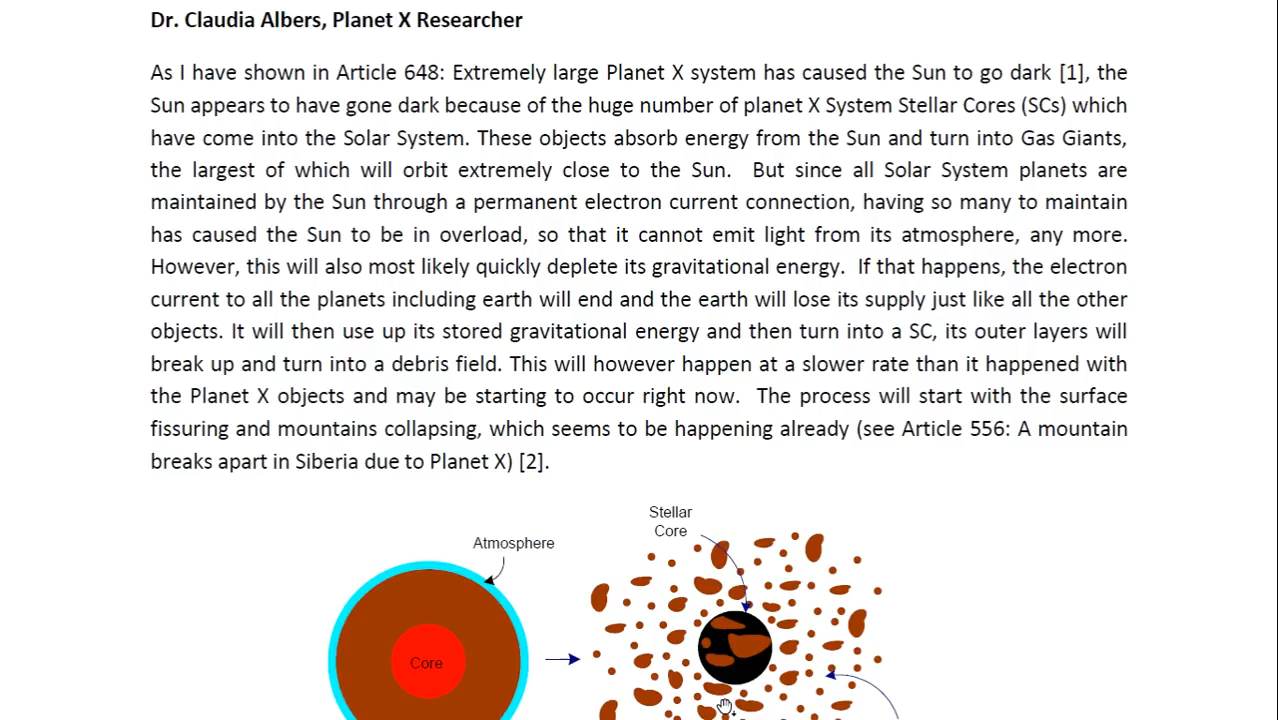 Dr. Claudia Albers, Planet X Researcher
As I have shown in Article 648: Extremely large Planet X system has caused the Sun to go dark [1], the
Sun appears to have gone dark because of the huge number of planet X System Stellar Cores (SCs) which
have come into the Solar System. These objects absorb energy from the Sun and turn into Gas Giants,
the largest of which will orbit extremely close to the Sun. But since all Solar System planets are
maintained by the Sun through a permanent electron current connection, having so many to maintain
has caused the Sun to be in overload, so that it cannot emit light from its atmosphere, any more.
However, this will also most likely quickly deplete its gravitational energy. If that happens, the electron
current to all the planets including earth will end and the earth will lose its supply just like all the other
objects. It will then use up its stored gravitational energy and then turn into a SC, its outer layers will
break up and turn into a debris field. This will however happen at a slower rate than it happened with
the Planet X objects and may be starting to occur right now. The process will start with the surface
fissuring and mountains collapsing, which seems to be happening already (see Article 556: A mountain
breaks apart in Siberia due to Planet X) [2].
Stellar
Core
Atmosphere
Core